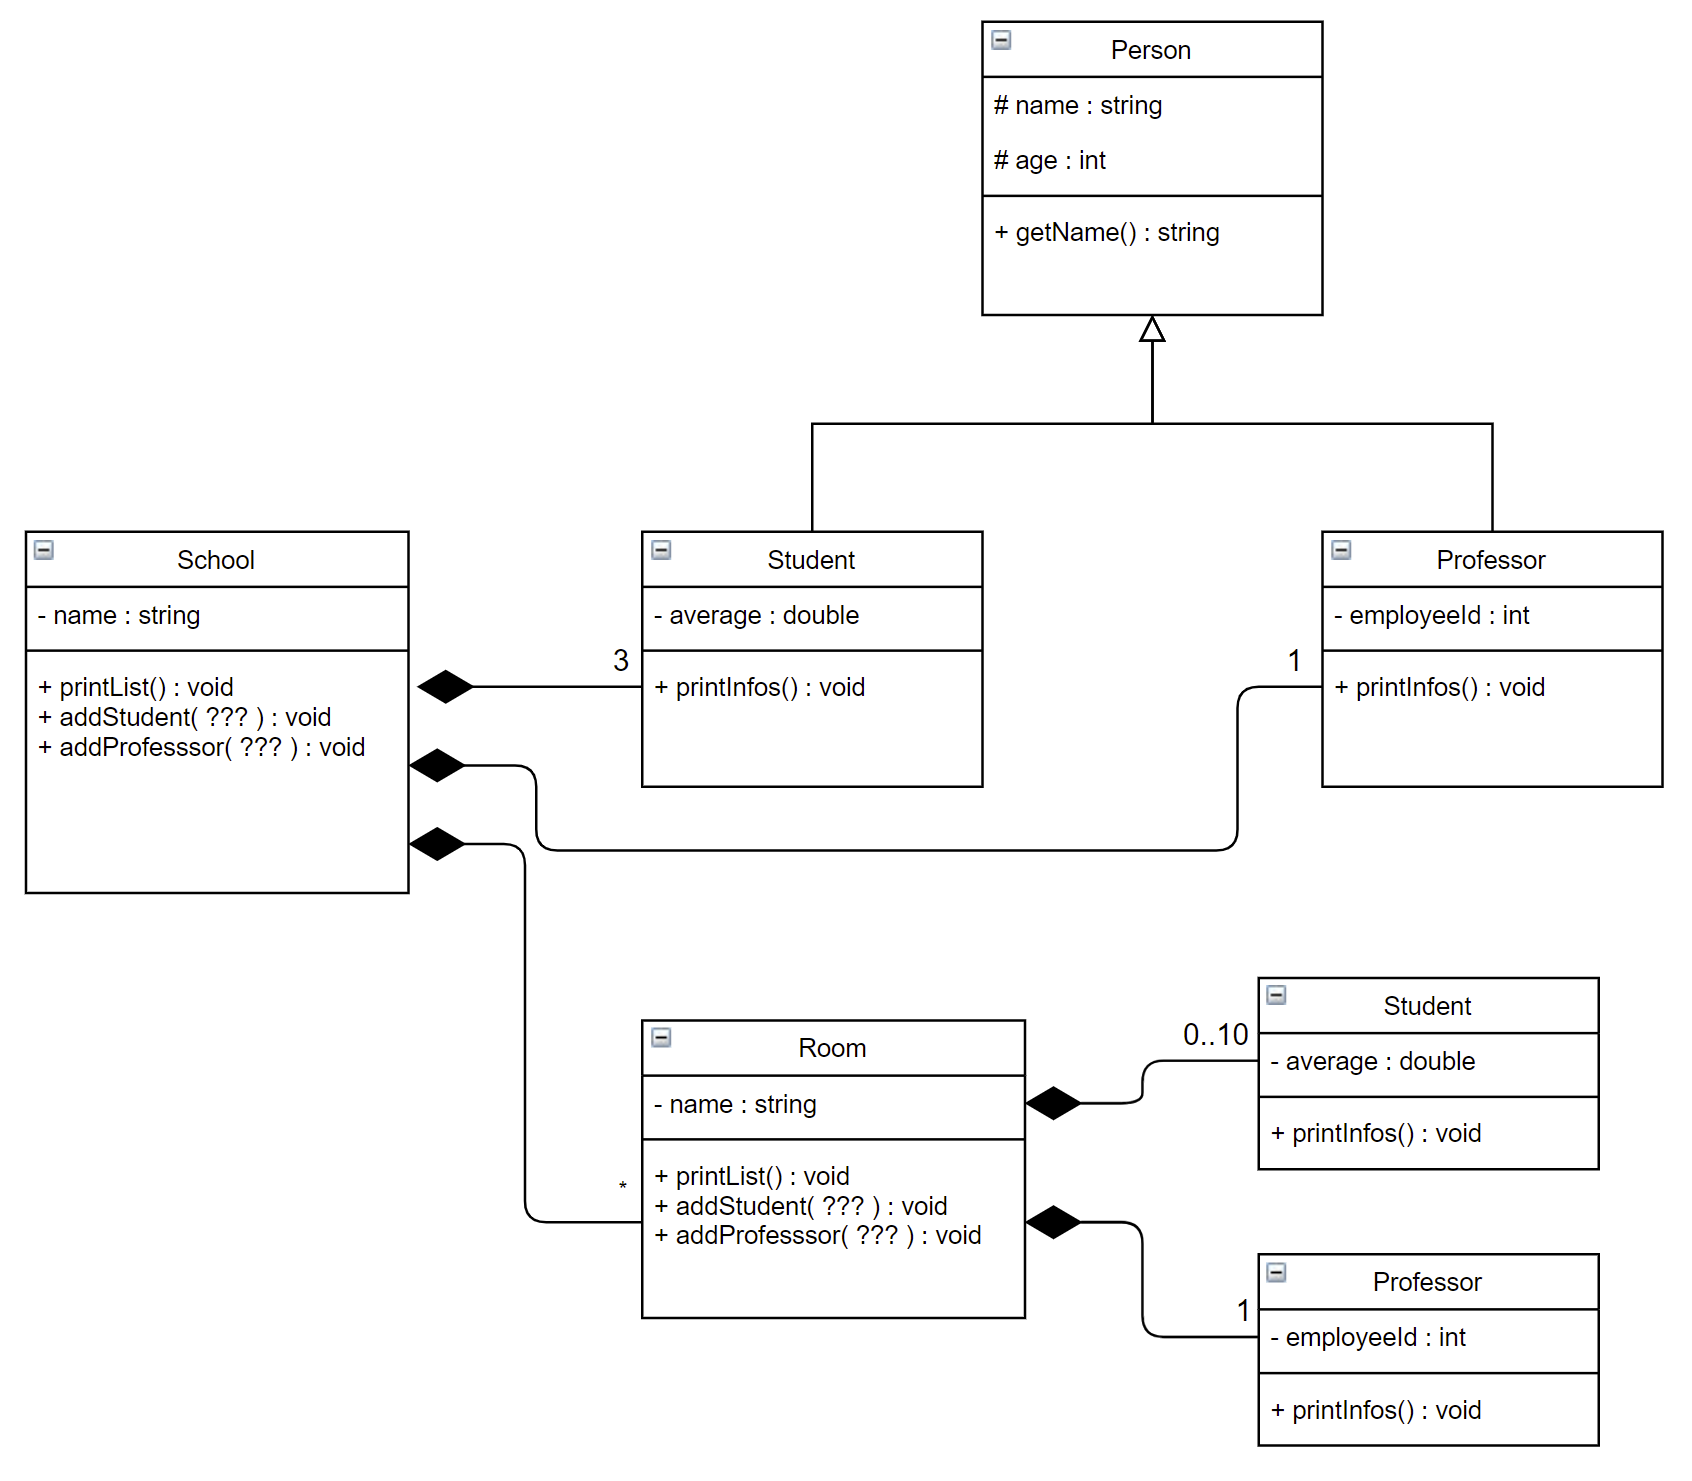 Person
# name : string
# age : int
+ getName() : string
School
- name : string
+ printList() : void
+ addStudent( ??? ) : void
+ addProfesssor( ??? ) : void
3
Student
- average : double
+ printInfos() : void
1
Professor
- employeeId : int
+ printInfos() : void
*
Room
- name : string
+ printList() : void
+ addStudent( ??? ) : void
+ addProfesssor( ??? ) : void
0..10
Student
- average : double
+ printInfos() : void
1
Professor
- employeeId : int
+ printInfos() : void